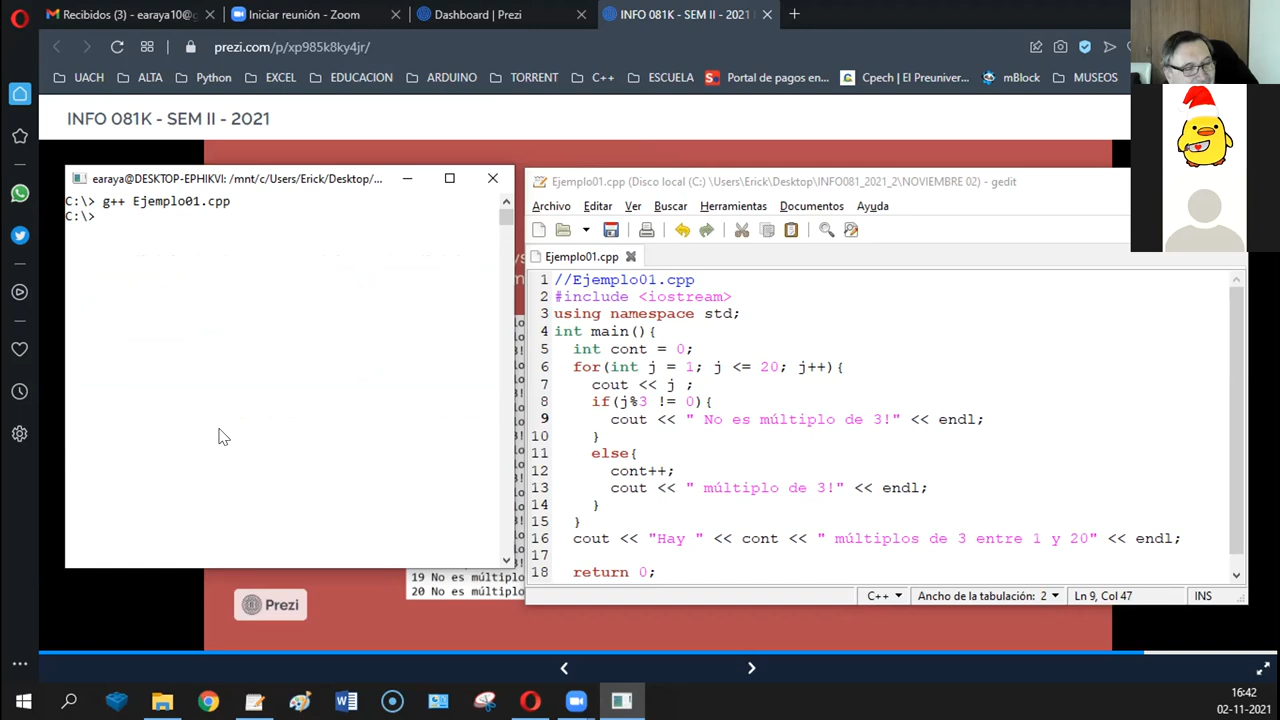 Recibidos (3) - earaya10@g
Iniciar reunión - Zoom
Dashboard | Prezi
INFO 081K - SEM II - 2021
prezi.com/p/xp985k8ky4jr/
UACH
ALTA
Python
EXCEL
EDUCACION
ARDUINO
TORRENT
C++
ESCUELA
Portal de pagos en...
Cpech | El Preuniver...
mBlock
MUSEOS
INFO 081K - SEM II - 2021
earaya@DESKTOP-EPHIKVI: /mnt/c/Users/Erick/Desktop/...
C:\> g++ Ejemplo01.cpp
C:\>
Ejemplo01.cpp (Disco local (C:) \Users\Erick\Desktop\INFO081_2021_2\NOVIEMBRE 02) - gedit
Archivo Editar Ver Buscar Herramientas Documentos Ayuda
Ejemplo01.cpp
1 //Ejemplo01.cpp
2 #include <iostream>
3 using namespace std;
4 int main(){
5 int cont = 0;
6 for(int j = 1; j <= 20; j++){
7 cout << j ;
8 if(j%3 != 0){
9 cout << " No es múltiplo de 3!" << endl;
10 }
11 else{
12 cont++;
13 cout << " múltiplo de 3!" << endl;
14 }
15 }
16 cout << "Hay " << cont << " múltiplos de 3 entre 1 y 20" << endl;
17
18 return 0;
C++ Ancho de la tabulación: 2 Ln 9, Col 47 INS
19 No es múltiplo
20 No es múltiplo
Prezi
16:42
02-11-2021